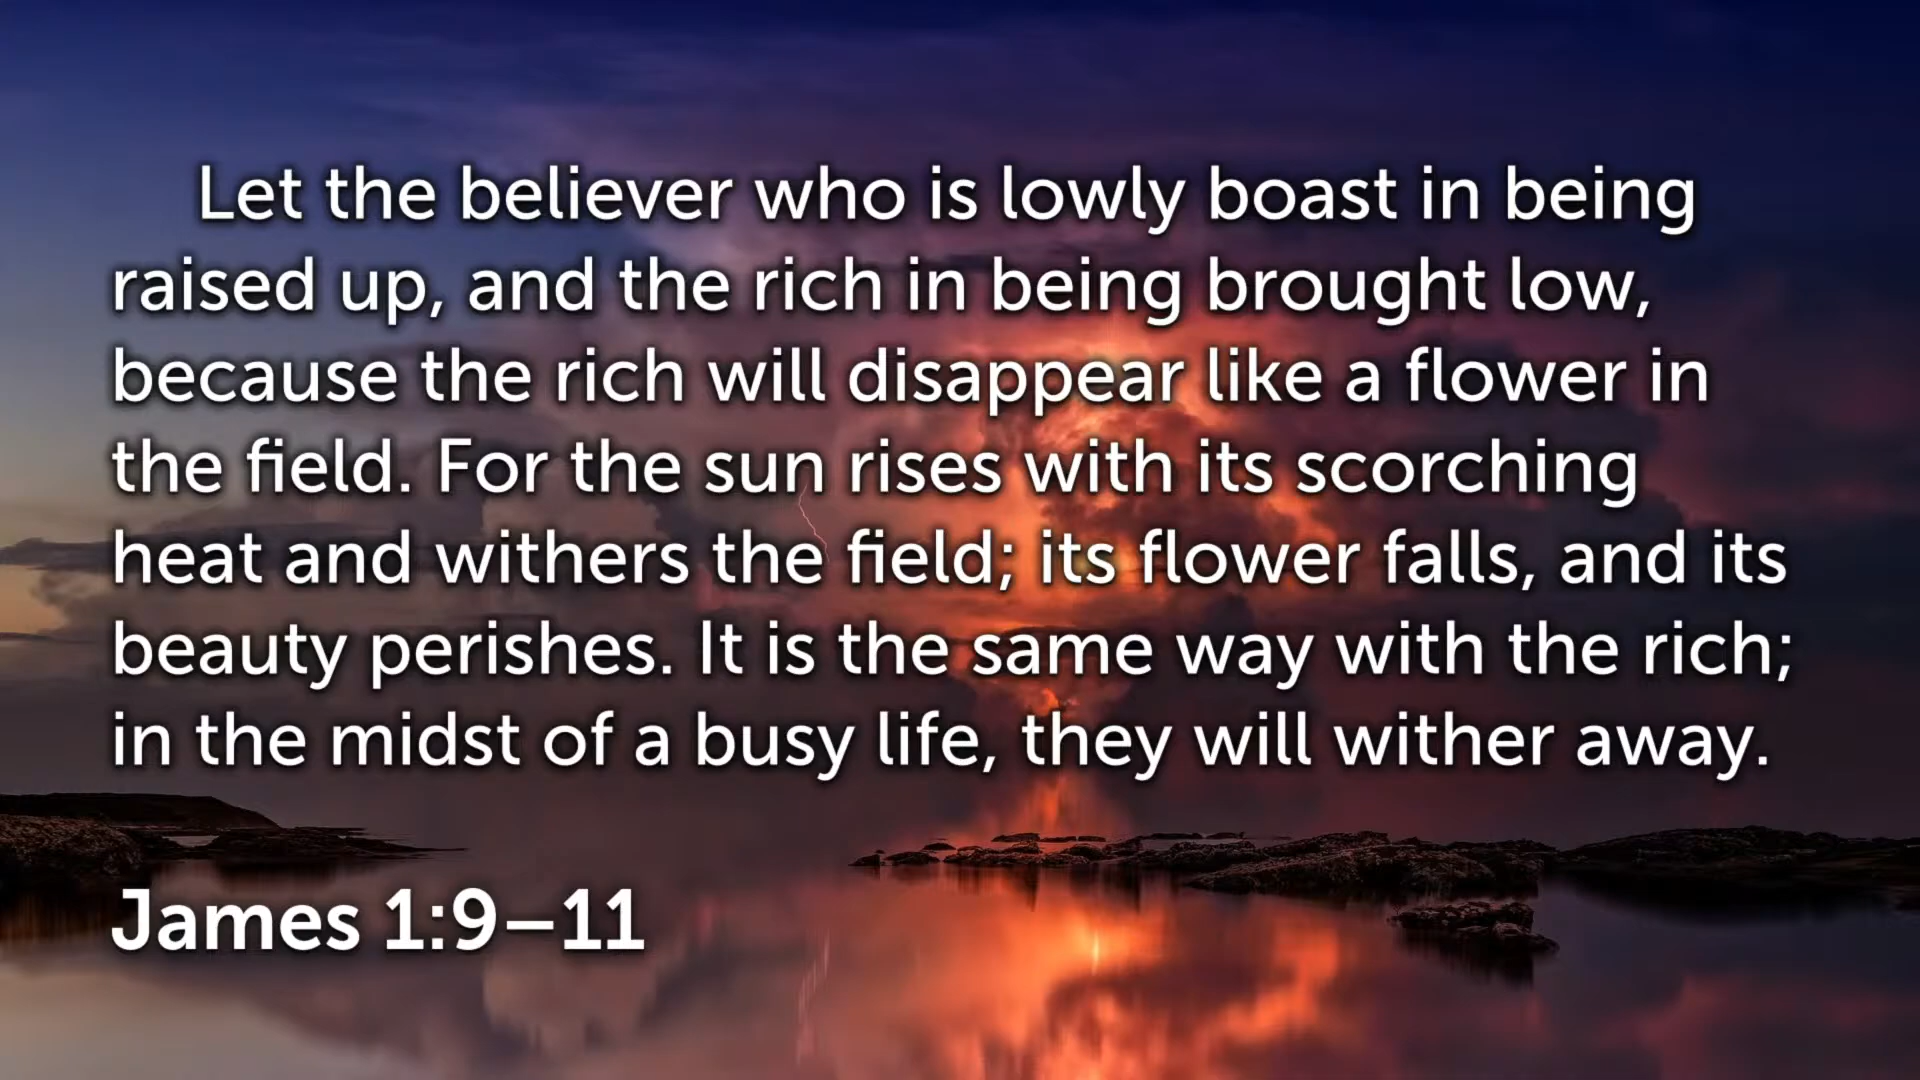 Let the believer who is lowly boast in being
raised up, and the rich in being brought low,
because the rich will disappear like a flower in
the field. For the sun rises with its scorching
heat and withers the field; its flower falls, and its
beauty perishes. It is the same way with the rich;
in the midst of a busy life, they will wither away.
James 1:9–11